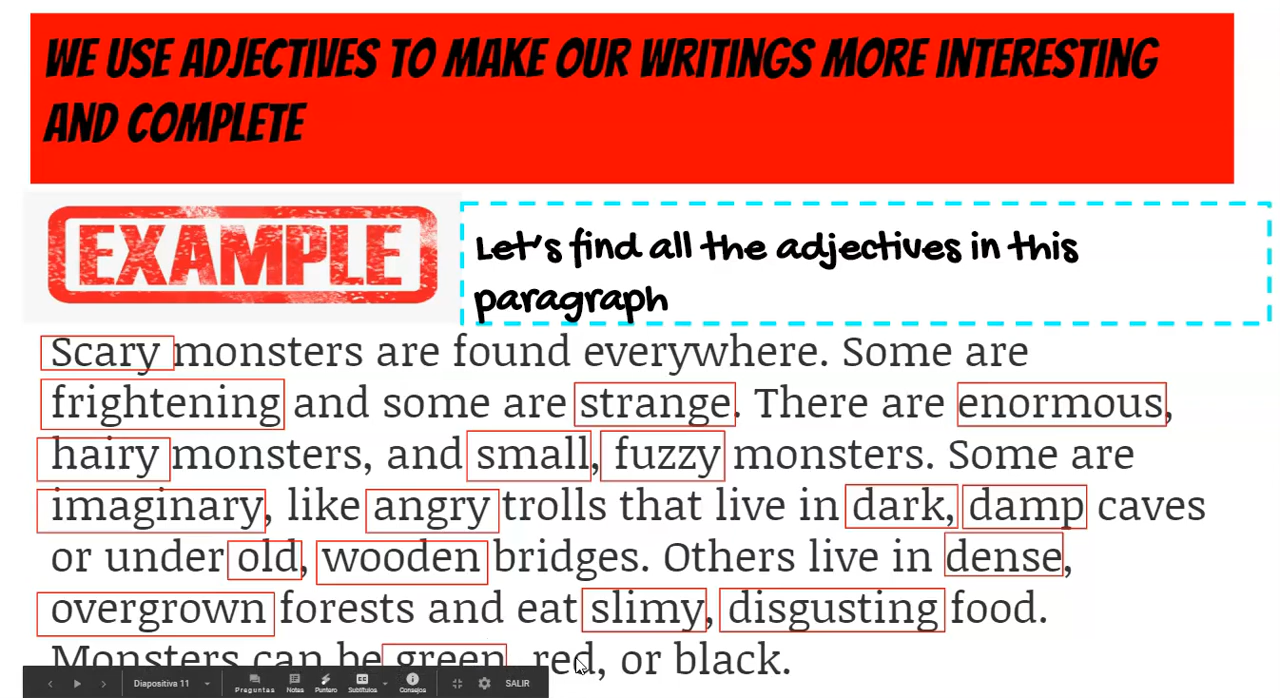 WE USE ADJECTIVES TO MAKE OUR WRITINGS MORE INTERESTING
AND COMPLETE
EXAMPLE
Let's find all the adjectives in this
paragraph
Scary monsters are found everywhere. Some are
frightening and some are strange. There are enormous,
hairy monsters, and small, fuzzy monsters. Some are
imaginary, like angry trolls that live in dark, damp caves
or under old, wooden bridges. Others live in dense,
overgrown forests and eat slimy, disgusting food.
Monsters can be green, red, or black.
Diapositiva 11
Preguntas Notas Puntero Subtítulos Consejos
SALIR